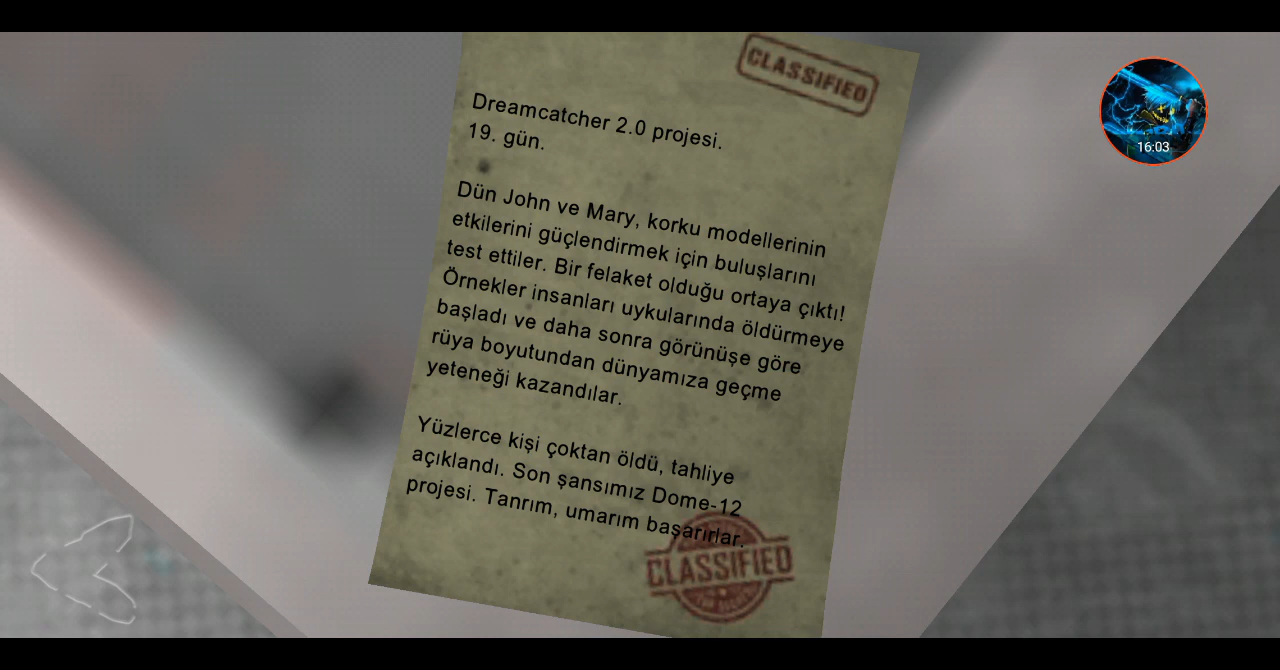 CLASSIFIED
16:03
Dreamcatcher 2.0 projesi.
19. gün.
Dün John ve Mary, korku modellerinin
etkilerini güçlendirmek için buluşlarını
test ettiler. Bir felaket olduğu ortaya çıktı!
Örnekler insanları uykularında öldürmeye
başladı ve daha sonra görünüşe göre
rüya boyutundan dünyamıza geçme
yeteneği kazandılar.
Yüzlerce kişi çoktan öldü, tahliye
açıklandı. Son şansımız Dome-12
projesi. Tanrım, umarım başarırlar.
CLASSIFIED